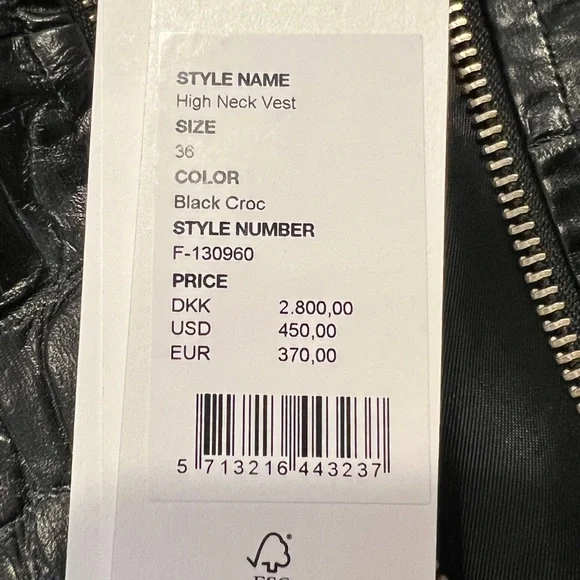 STYLE NAME
High Neck Vest
SIZE
36
COLOR
Black Croc
STYLE NUMBER
F-130960
PRICE
DKK 2.800,00
USD 450,00
EUR 370,00
5 713216 443237
FSC